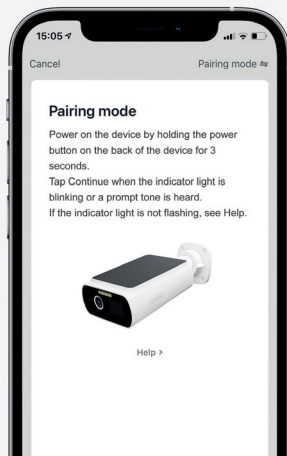 15:05
Cancel
Pairing mode ⇋
Pairing mode
Power on the device by holding the power
button on the back of the device for 3
seconds.
Tap Continue when the indicator light is
blinking or a prompt tone is heard.
If the indicator light is not flashing, see Help.
Help >